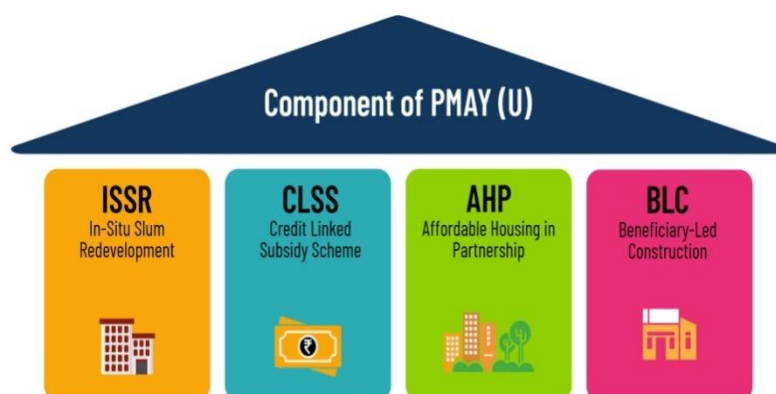 Component of PMAY (U)
ISSR
In-Situ Slum
Redevelopment
CLSS
Credit Linked
Subsidy Scheme
₹
AHP
Affordable Housing in
Partnership
BLC
Beneficiary-Led
Construction